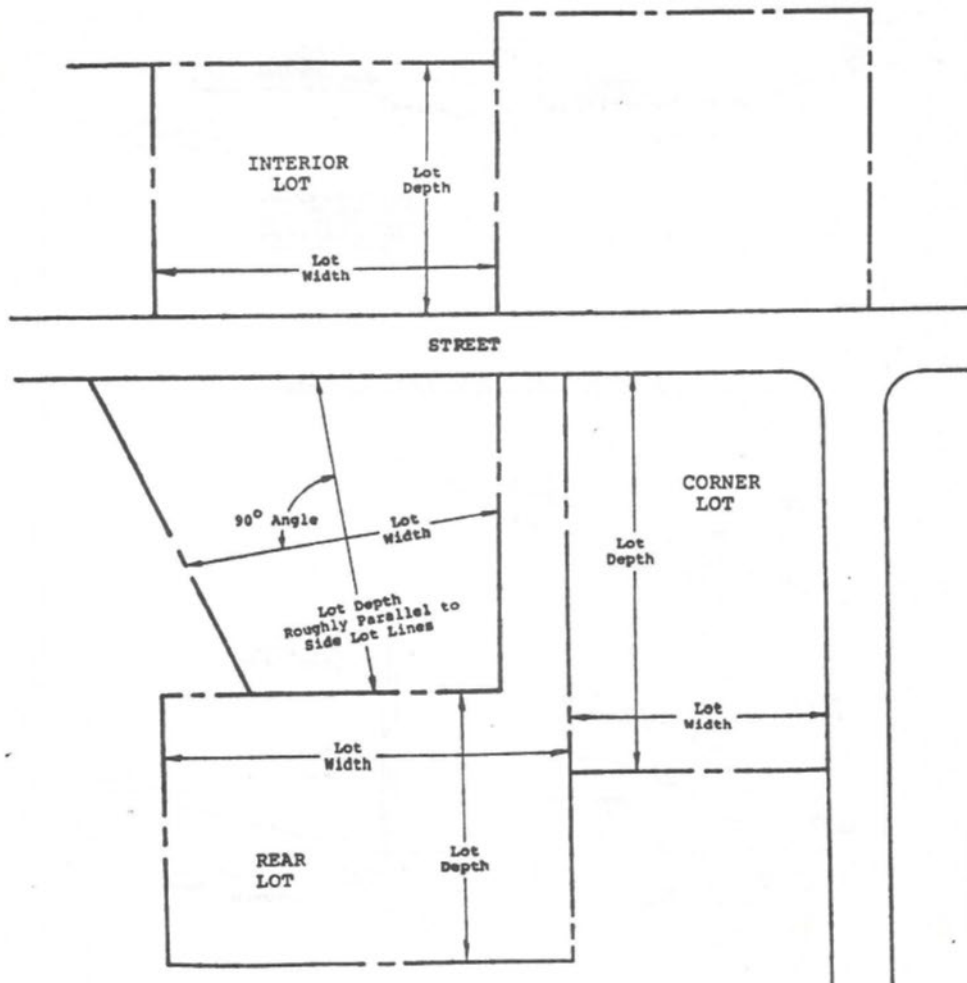 INTERIOR
LOT
Lot
Depth
Lot
Width
STREET
CORNER
LOT
90° Angle
Lot
Width
Lot
Depth
Lot Depth
Roughly Parallel to
Side Lot Lines
Lot
Width
Lot
Width
REAR
LOT
Lot
Depth